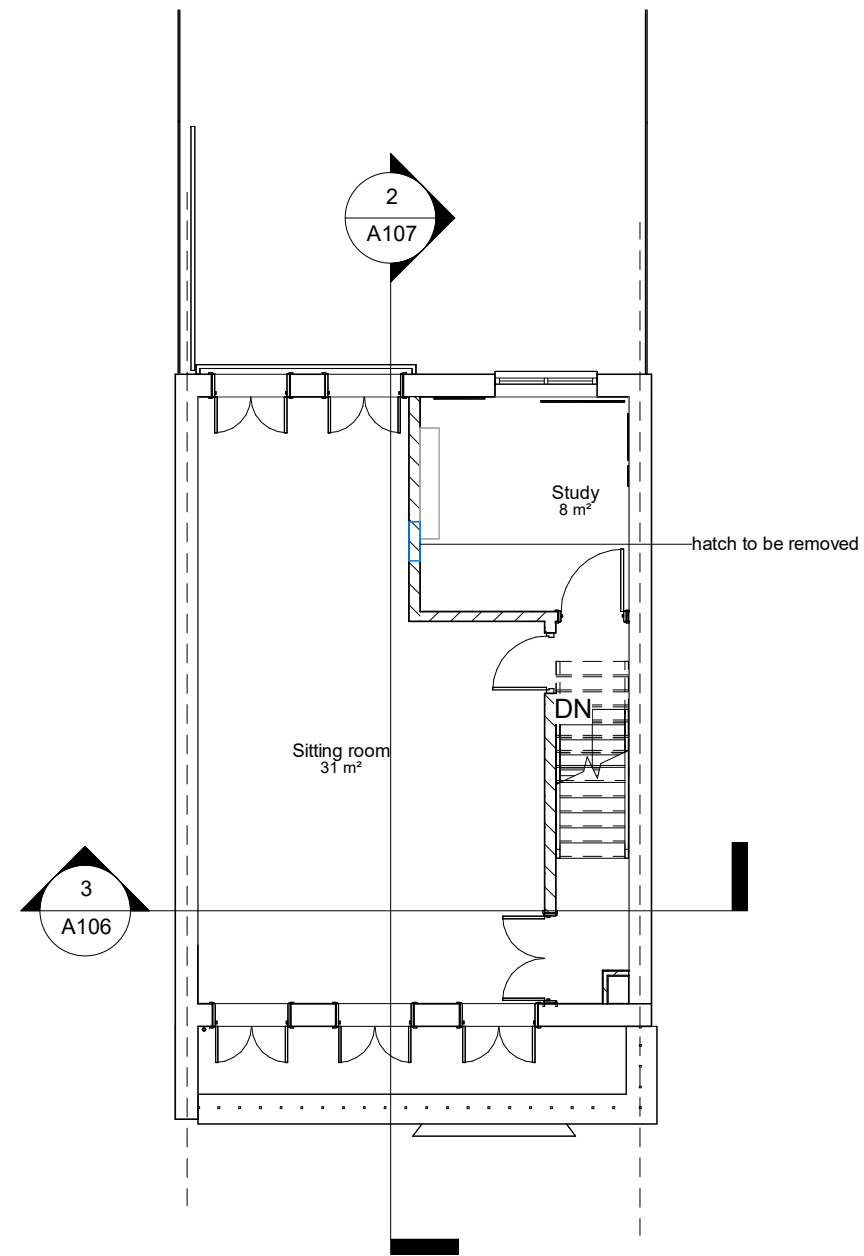 2
A107
Study
8 m²
hatch to be removed
DN
Sitting room
31 m²
3
A106